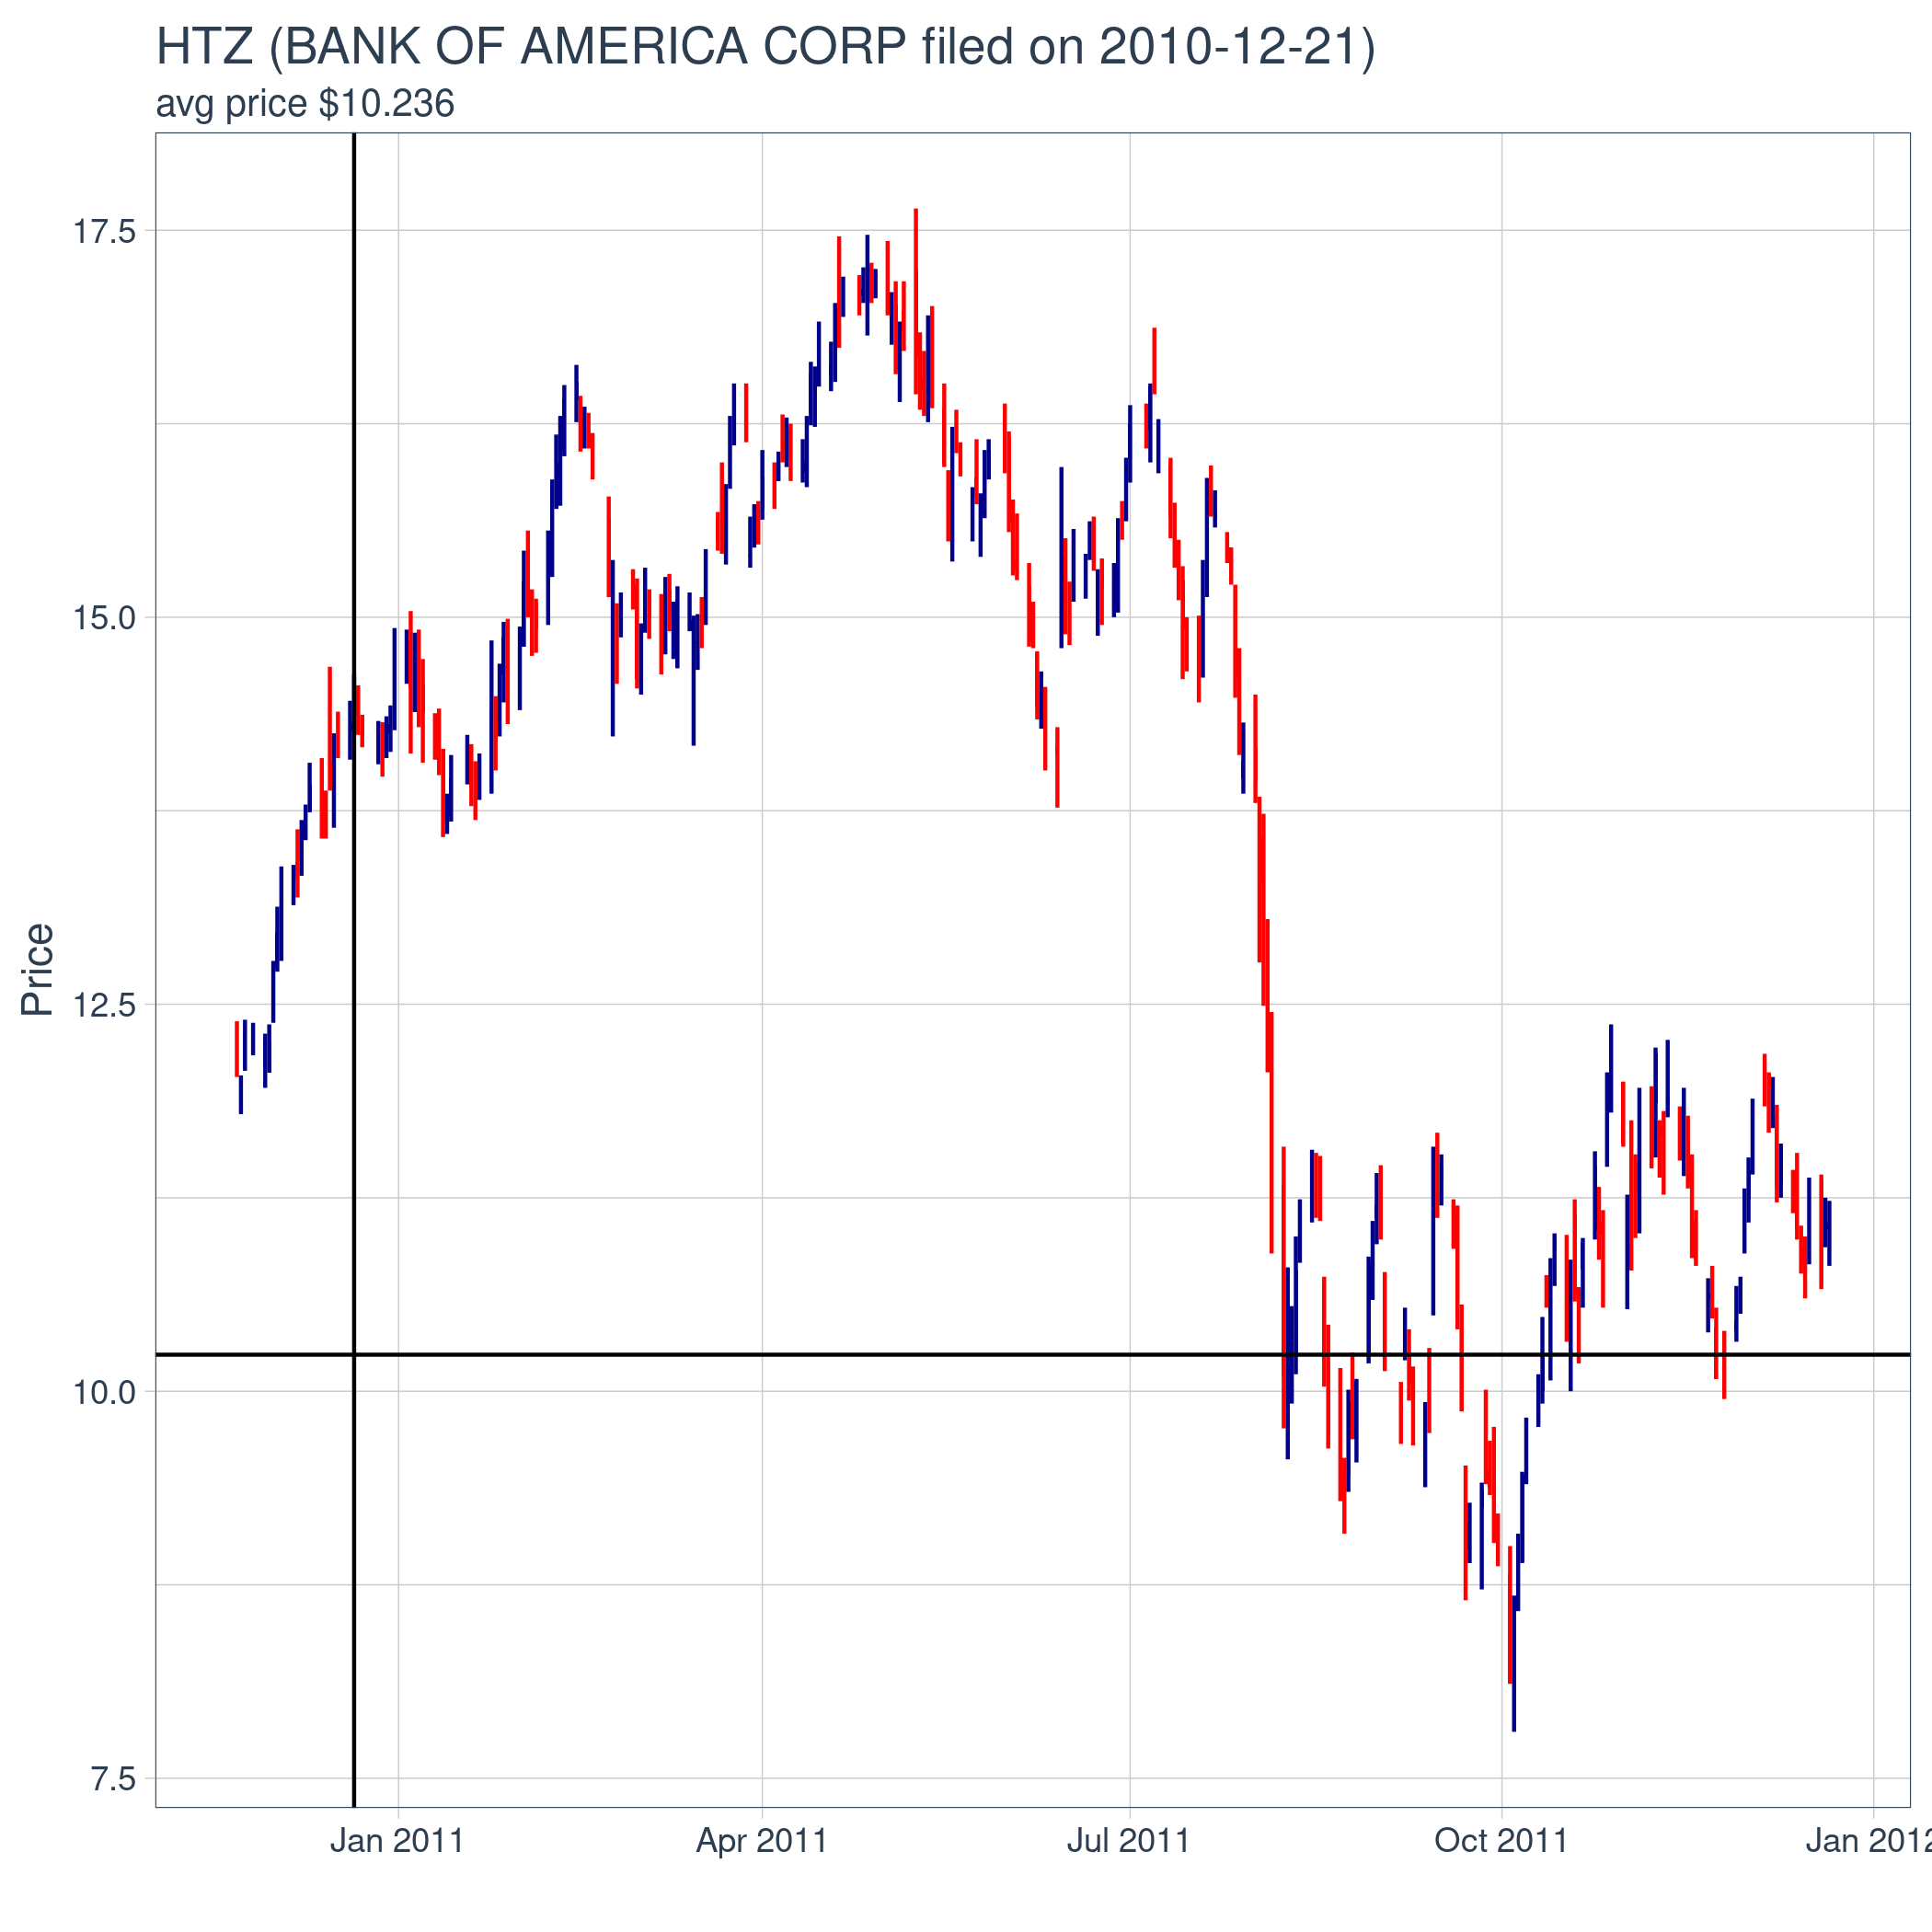 HTZ (BANK OF AMERICA CORP filed on 2010-12-21)
avg price $10.236
17.5
15.0
12.5
10.0
7.5
Price
Jan 2011
Apr 2011
Jul 2011
Oct 2011
Jan 2012